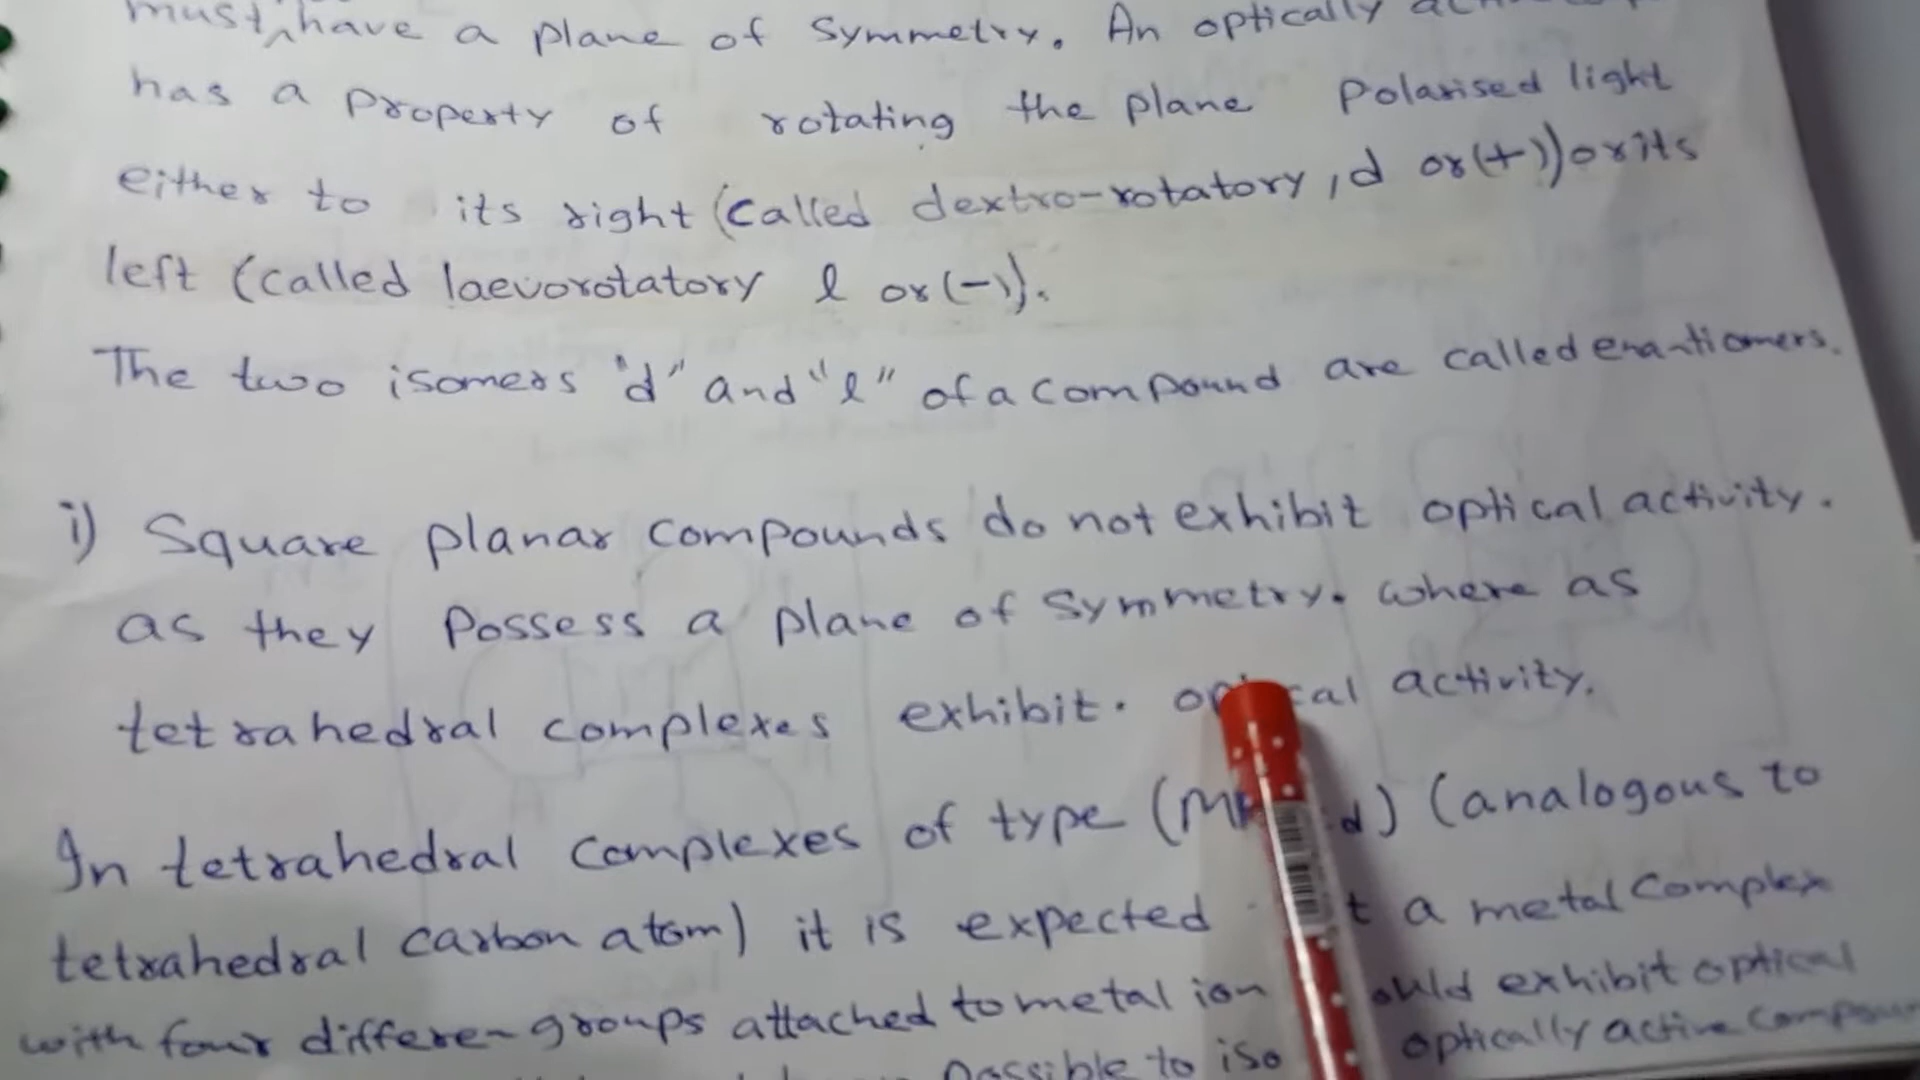 must have a plane of symmetry. An optically
has a property of rotating the plane polarised light
either to its right (called dextro-rotatory, d or (+)) or its
left (called laevorotatory l or (-)).
The two isomers "d" and "l" of a compound are called enantiomers.
i) Square planar compounds do not exhibit optical activity.
as they possess a plane of symmetry. where as
tetrahedral complexes exhibit. optical activity.
In tetrahedral complexes of type (M d) (analogous to
tetrahedral carbon atom) it is expected a metal complex
with four differen groups attached to metal ion exhibit optical
possible to optically active